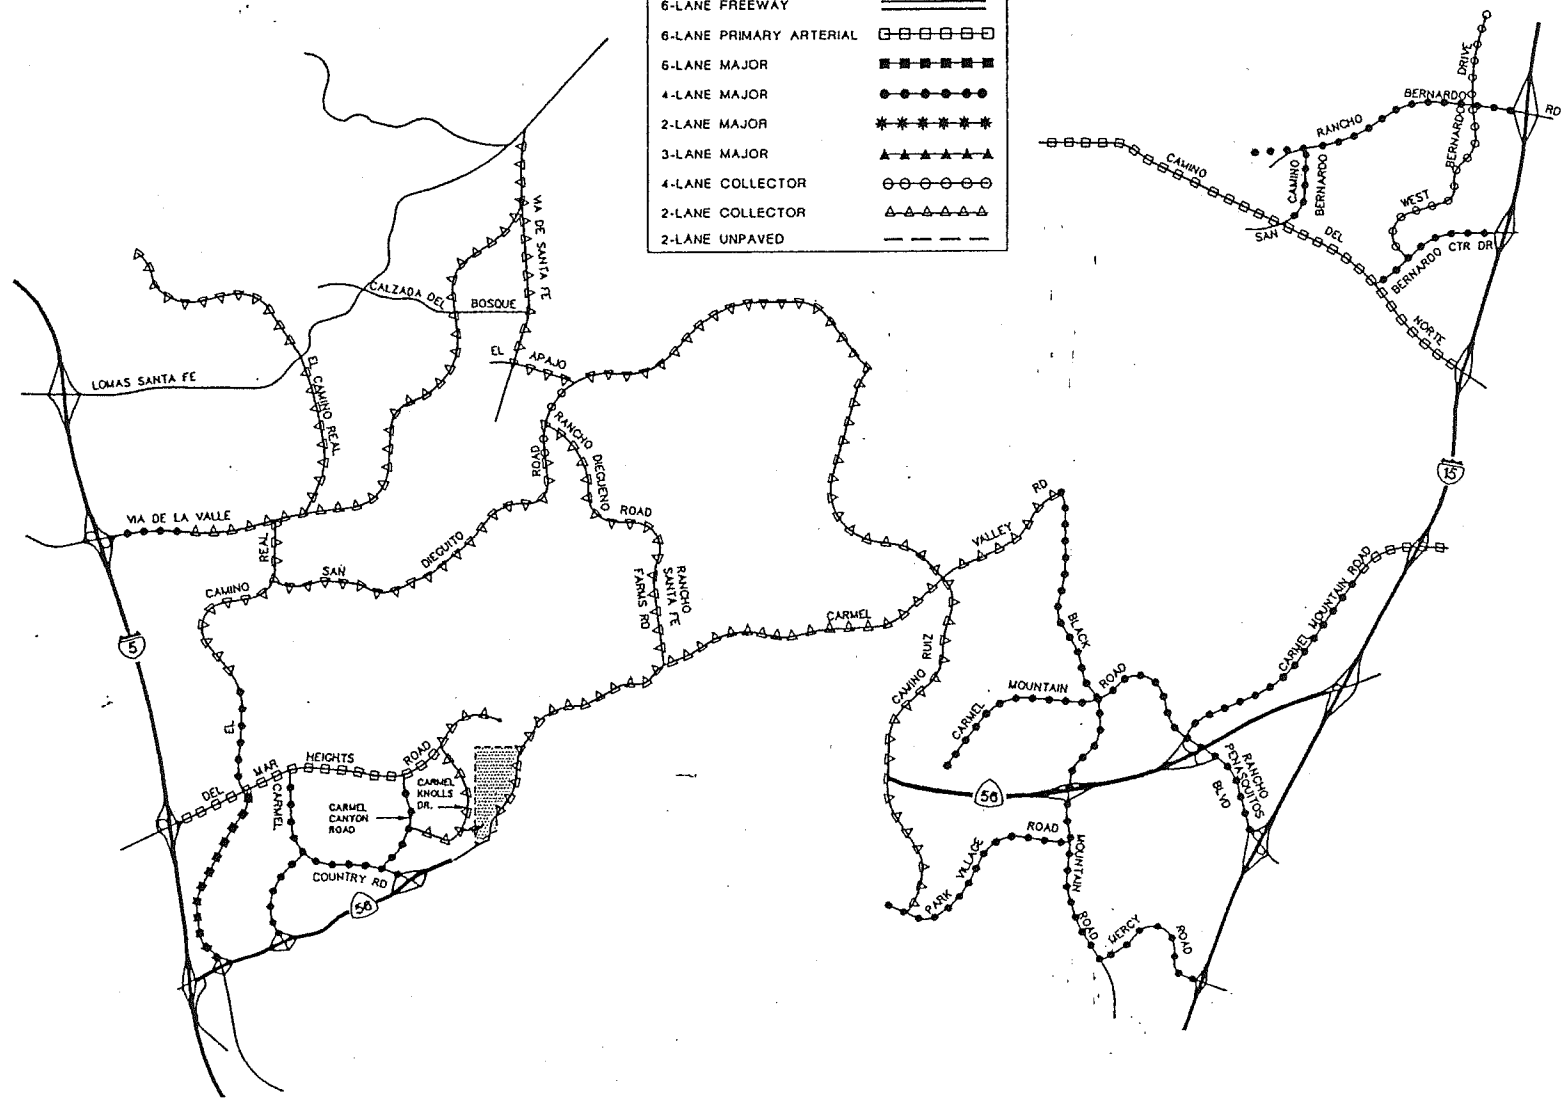 6-LANE FREEWAY
6-LANE PRIMARY ARTERIAL
6-LANE MAJOR
4-LANE MAJOR
2-LANE MAJOR
3-LANE MAJOR
4-LANE COLLECTOR
2-LANE COLLECTOR
2-LANE UNPAVED
DRIVE
BERNARDO
WEST
RANCHO
BERNARDO
RD
CAMINO
BERNARDO
CAMINO
SAN
DEL
NORTE
BERNARDO
CTR DR
VIA DE SANTA FE
CALZADA DEL
BOSQUE
EL
APAJO
LOMAS SANTA FE
EL CAMINO REAL
VIA DE LA VALLE
REAL
CAMINO
EL
SAN
DIEGUITO
ROAD
RANCHO DIEGUENO
ROAD
RANCHO
SANTA FE
FARMS RD
15
5
VALLEY
RD
CARMEL
BLACK
CAMINO
RUIZ
CARMEL
MOUNTAIN
ROAD
CARMEL MOUNTAIN ROAD
RANCHO
PENASQUITOS
BLVD
56
DEL
MAR
HEIGHTS
ROAD
CARMEL
CARMEL
KNOLLS
DR.
CARMEL
CANYON
ROAD
COUNTRY RD
56
PARK
VILLAGE
ROAD
MOUNTAIN
ROAD
MERCY
ROAD